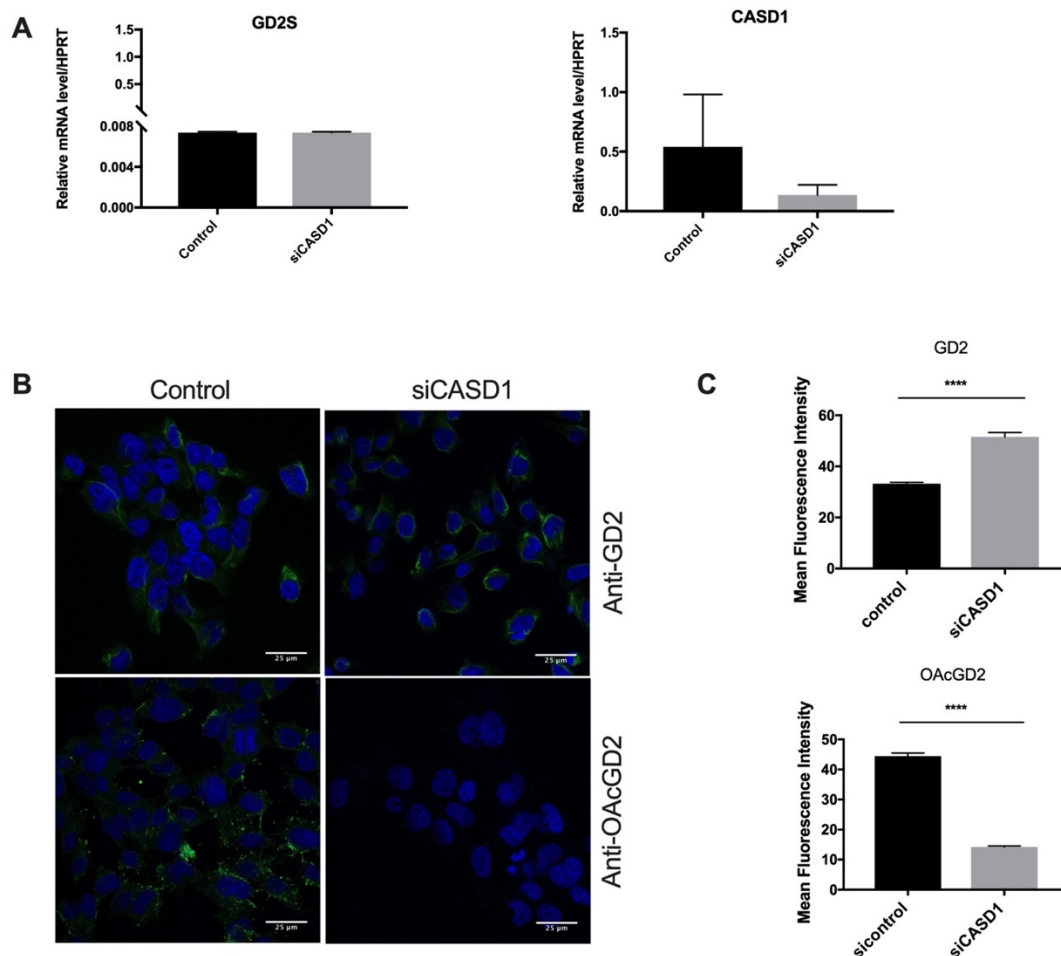 A
GD2S
Relative mRNA level/HPRT
1.5
1.0
0.5
0.008
0.004
0.000
Control
siCASD1
CASD1
Relative mRNA level/HPRT
1.5
1.0
0.5
0.0
Control
siCASD1
B
Control
siCASD1
Anti-GD2
25 µm
25 µm
Anti-OAcGD2
25 µm
25 µm
C
GD2
****
Mean Fluorescence Intensity
60
40
20
0
control
siCASD1
OAcGD2
****
Mean Fluorescence Intensity
50
40
30
20
10
0
sicontrol
siCASD1